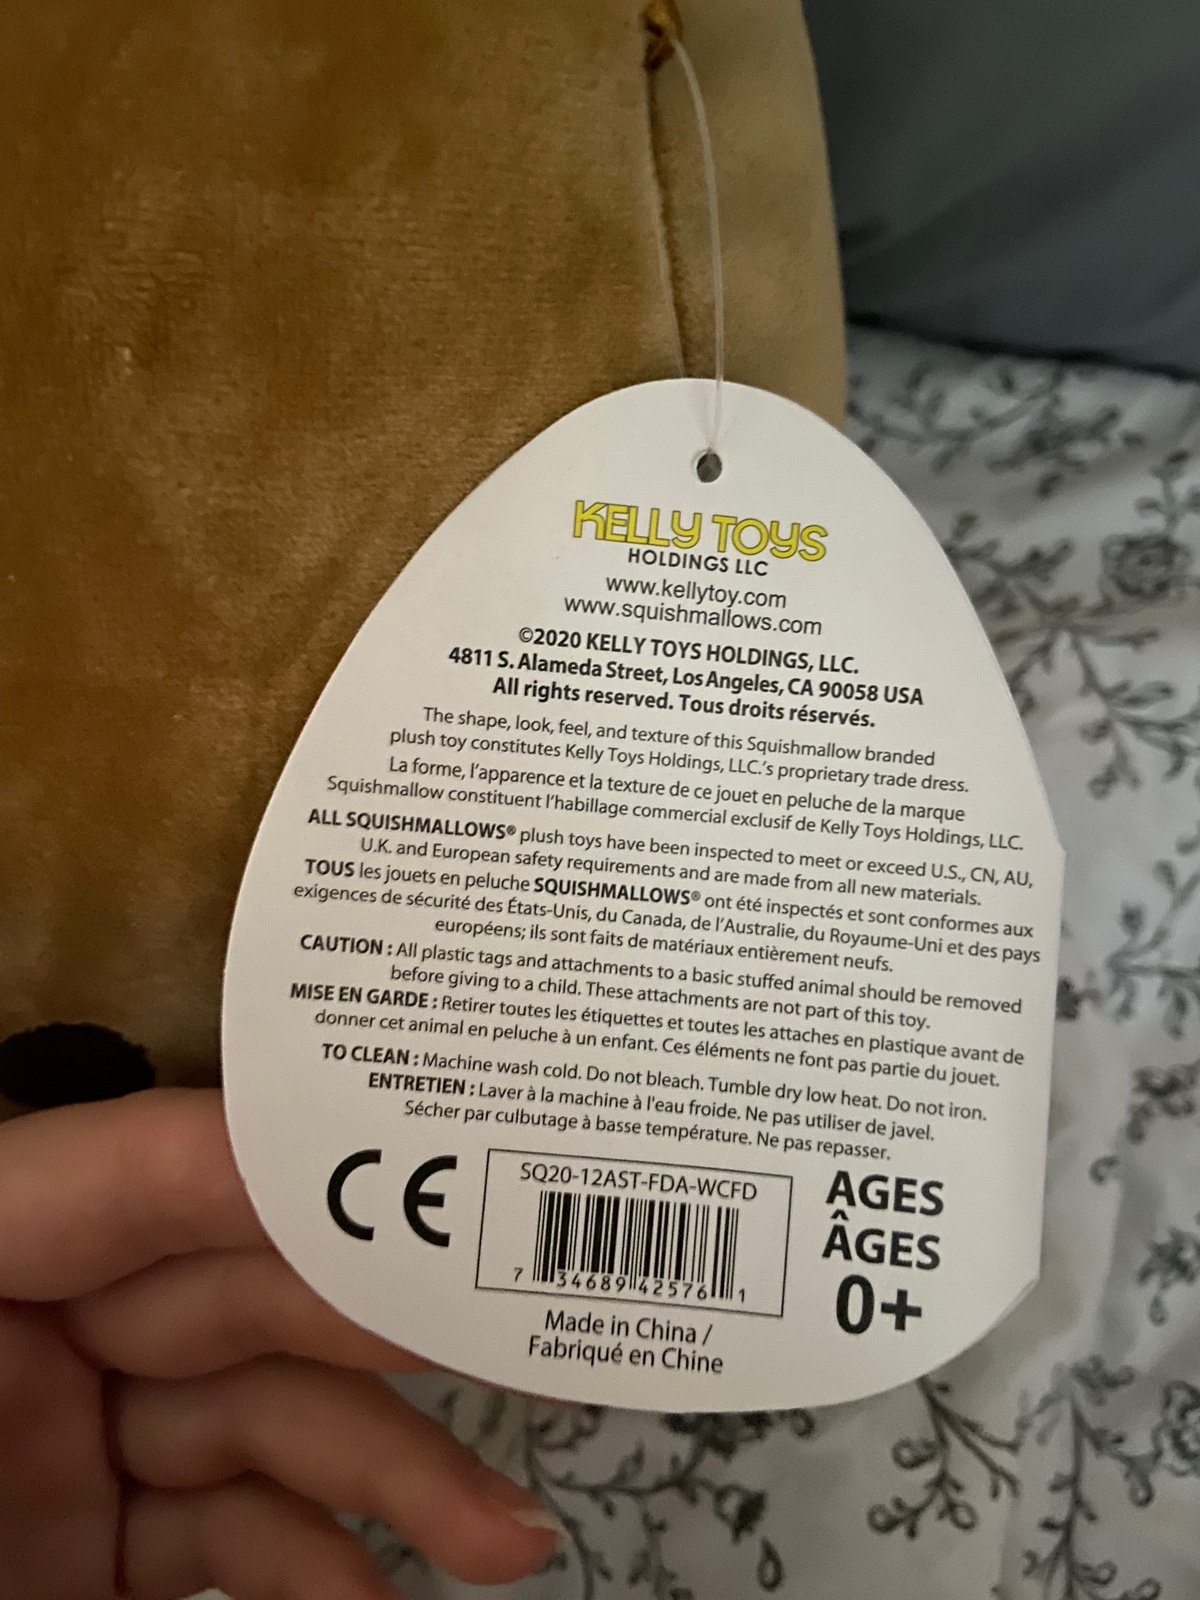 KELLY TOYS
HOLDINGS LLC
www.kellytoy.com
www.squishmallows.com
©2020 KELLY TOYS HOLDINGS, LLC.
4811 S. Alameda Street, Los Angeles, CA 90058 USA
All rights reserved. Tous droits réservés.
The shape, look, feel, and texture of this Squishmallow branded
plush toy constitutes Kelly Toys Holdings, LLC.'s proprietary trade dress.
La forme, l'apparence et la texture de ce jouet en peluche de la marque
Squishmallow constituent l'habillage commercial exclusif de Kelly Toys Holdings, LLC.
ALL SQUISHMALLOWS® plush toys have been inspected to meet or exceed U.S., CN, AU,
U.K. and European safety requirements and are made from all new materials.
TOUS les jouets en peluche SQUISHMALLOWS® ont été inspectés et sont conformes aux
exigences de sécurité des États-Unis, du Canada, de l'Australie, du Royaume-Uni et des pays
européens; ils sont faits de matériaux entièrement neufs.
CAUTION : All plastic tags and attachments to a basic stuffed animal should be removed
before giving to a child. These attachments are not part of this toy.
MISE EN GARDE : Retirer toutes les étiquettes et toutes les attaches en plastique avant de
donner cet animal en peluche à un enfant. Ces éléments ne font pas partie du jouet.
TO CLEAN : Machine wash cold. Do not bleach. Tumble dry low heat. Do not iron.
ENTRETIEN : Laver à la machine à l'eau froide. Ne pas utiliser de javel.
Sécher par culbutage à basse température. Ne pas repasser.
CE
SQ20-12AST-FDA-WCFD
7 34689 42576 1
AGES
ÂGES
0+
Made in China /
Fabriqué en Chine